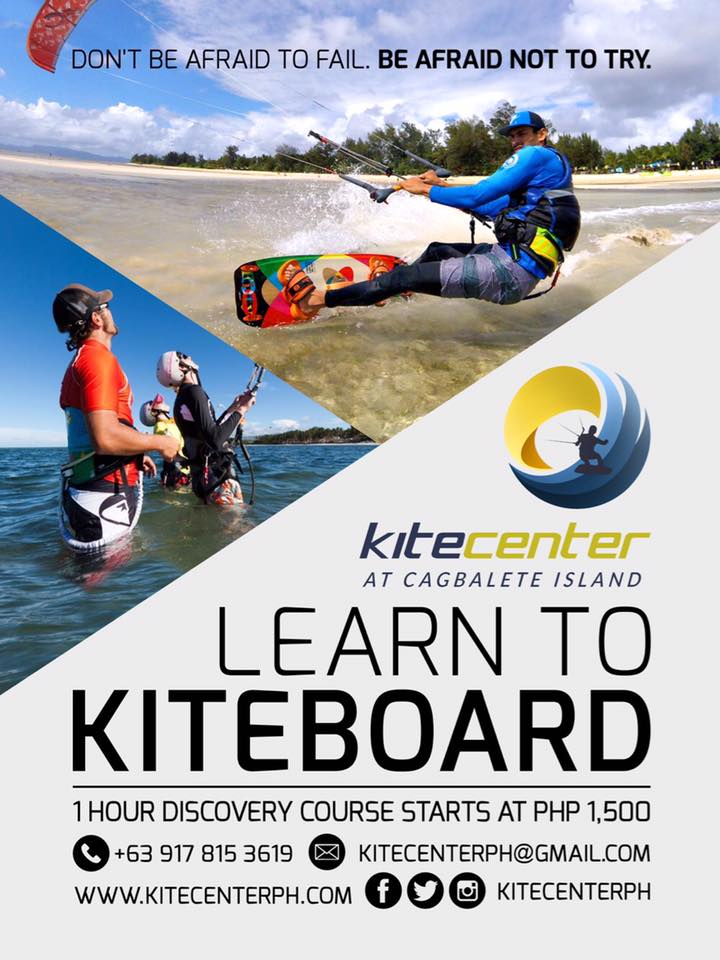 DON'T BE AFRAID TO FAIL. BE AFRAID NOT TO TRY.
kitecenter
AT CAGBALETE ISLAND
LEARN TO
KITEBOARD
1 HOUR DISCOVERY COURSE STARTS AT PHP 1,500
+63 917 815 3619 KITECENTERPH@GMAIL.COM
WWW.KITECENTERPH.COM KITECENTERPH